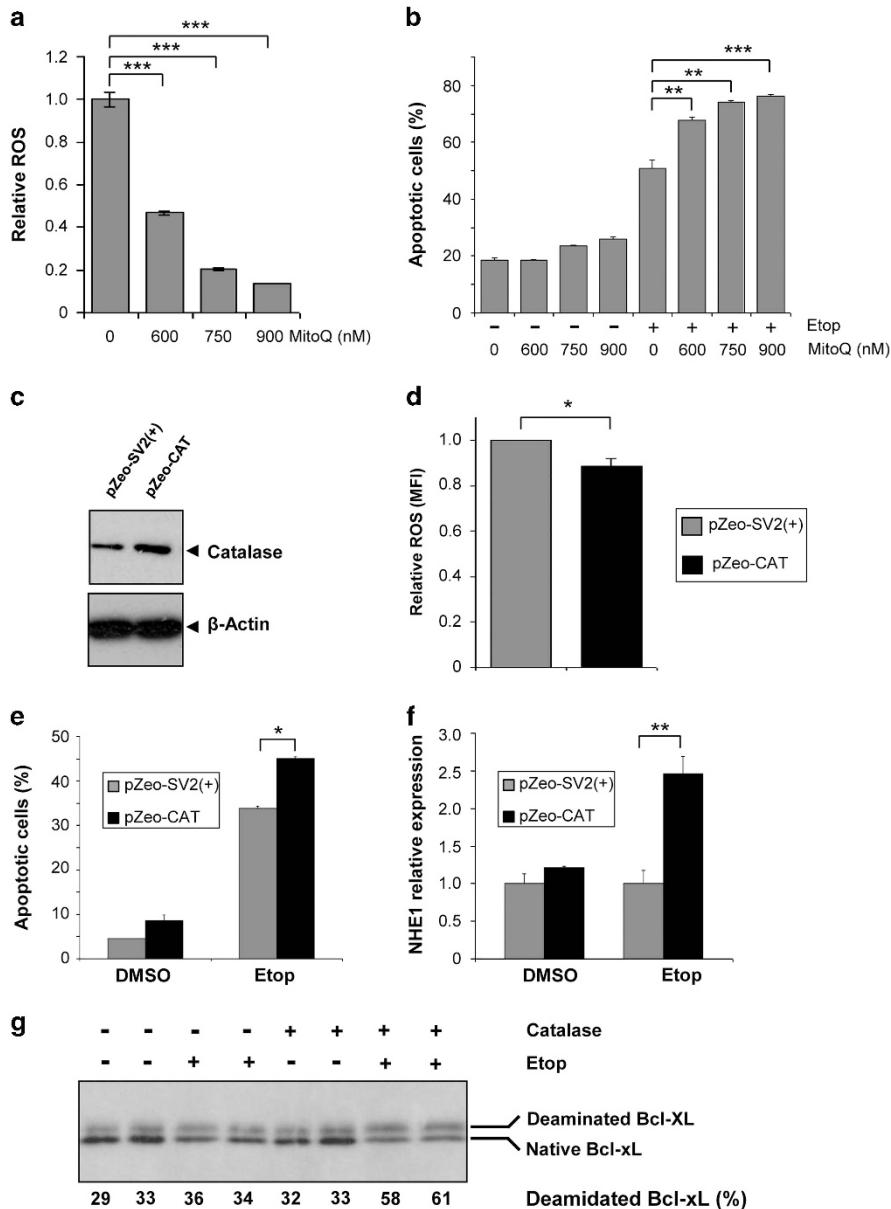 a
***
***
***
1.2
1.0
0.8
0.6
0.4
0.2
0
Relative ROS
0 600 750 900 MitoQ (nM)
b
***
**
**
80
60
40
20
0
Apoptotic cells (%)
- - - - + + + + Etop
0 600 750 900 0 600 750 900 MitoQ (nM)
c
pZeo-SV2(+)
pZeo-CAT
Catalase
β-Actin
d
*
1.0
0.8
0.6
0.4
0.2
0
Relative ROS (MFI)
pZeo-SV2(+)
pZeo-CAT
e
*
50
40
30
20
10
0
Apoptotic cells (%)
pZeo-SV2(+)
pZeo-CAT
DMSO Etop
f
**
3.0
2.5
2.0
1.5
1.0
0.5
0
NHE1 relative expression
pZeo-SV2(+)
pZeo-CAT
DMSO Etop
g
- - - - + + + + Catalase
- - + + - - + + Etop
Deaminated Bcl-XL
Native Bcl-xL
29 33 36 34 32 33 58 61 Deamidated Bcl-xL (%)